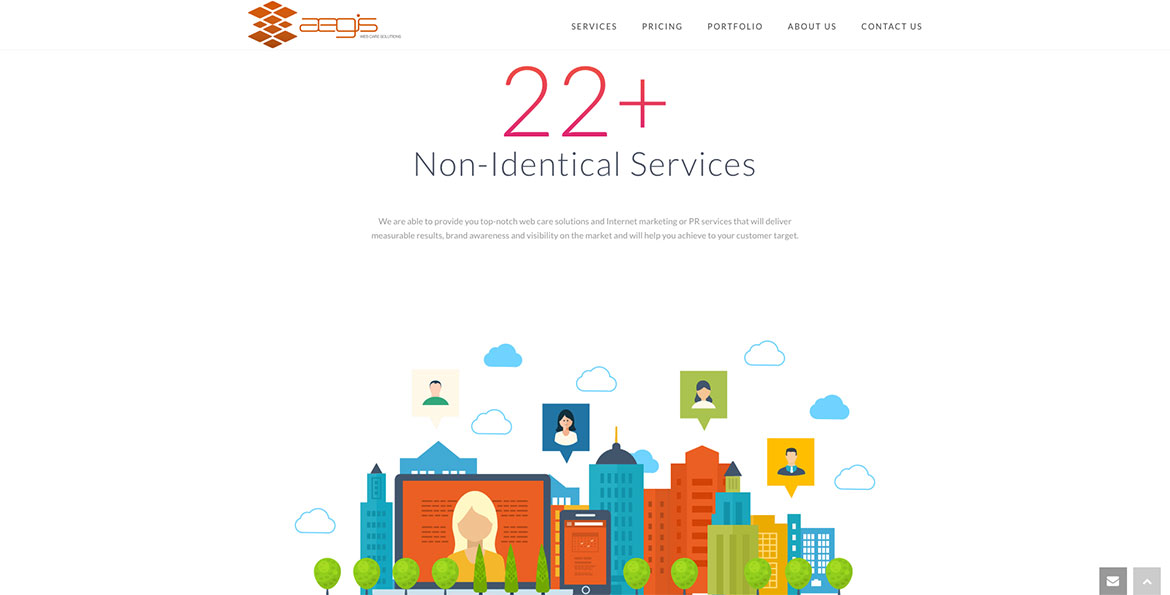 aegis
WEB CARE SOLUTIONS
SERVICES PRICING PORTFOLIO ABOUT US CONTACT US
22+
Non-Identical Services
We are able to provide you top-notch web care solutions and Internet marketing or PR services that will deliver
measurable results, brand awareness and visibility on the market and will help you achieve to your customer target.